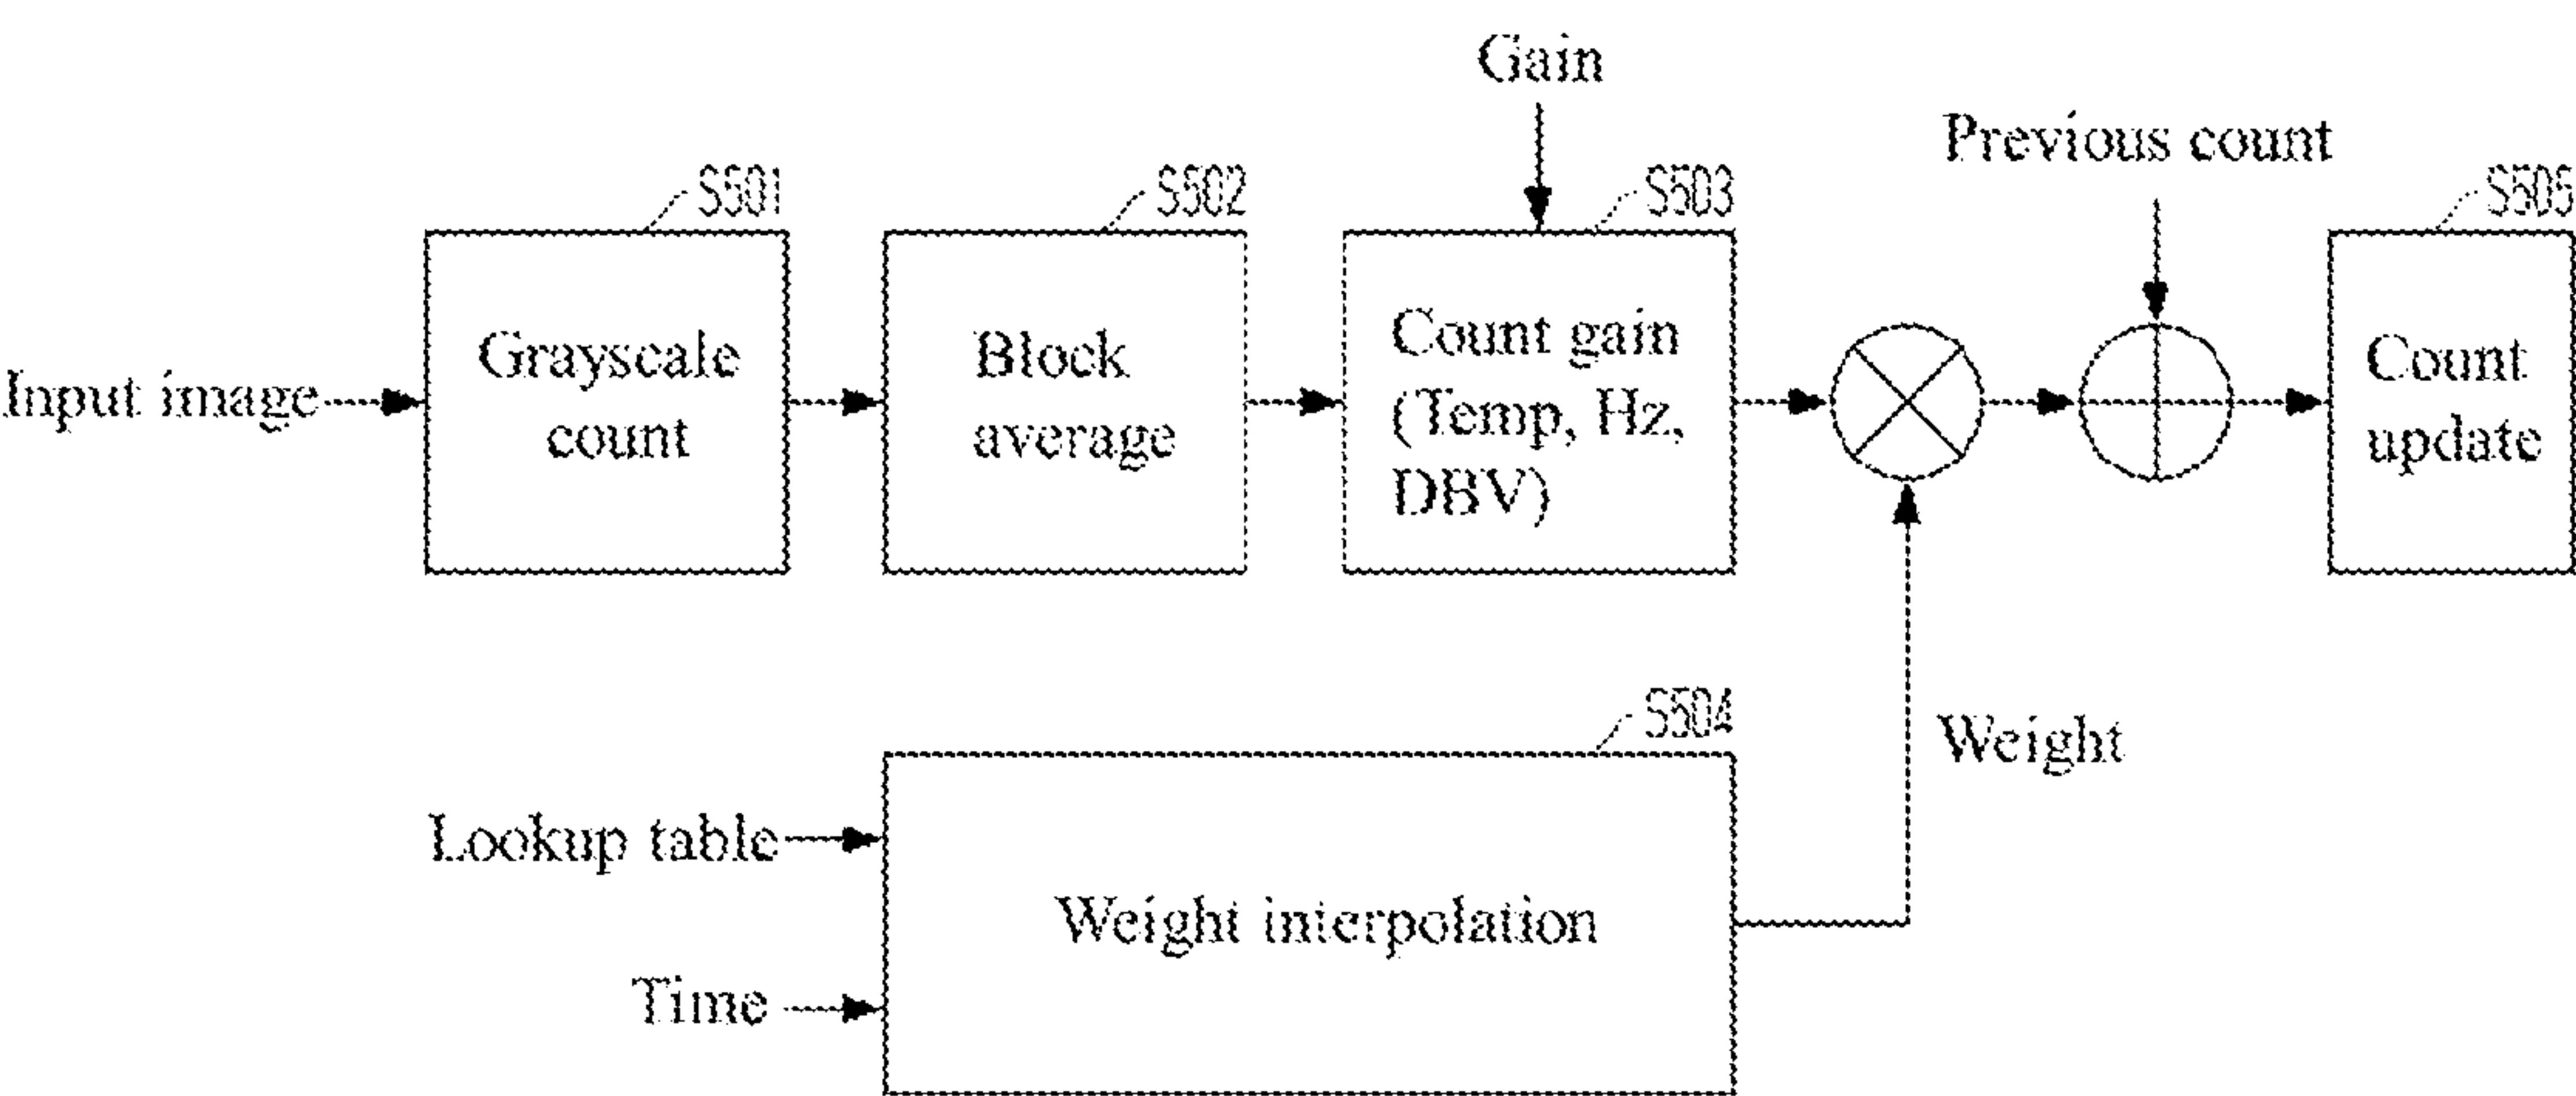 Gain
Previous count
S501
S502
S503
S505
Input image
Grayscale
count
Block
average
Count gain
(Temp, Hz,
DBV)
Count
update
S504
Weight
Lookup table
Weight interpolation
Time